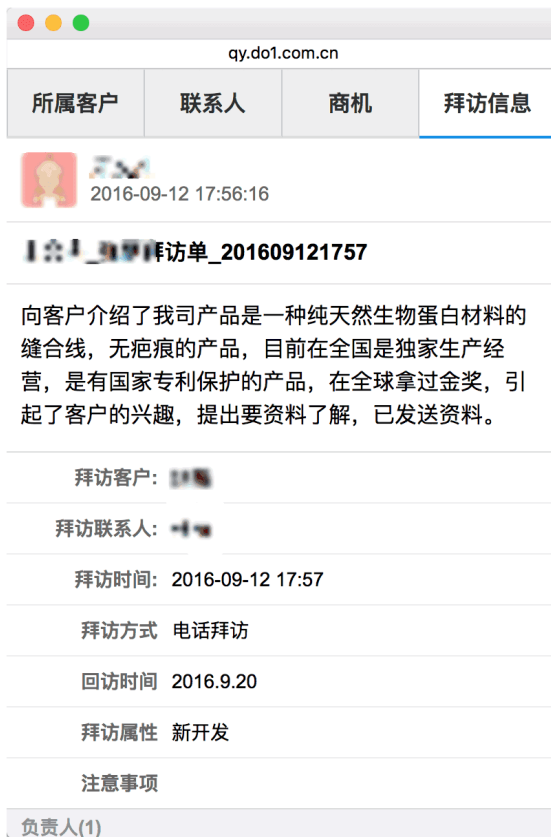 qy.do1.com.cn
所属客户 联系人 商机 拜访信息
2016-09-12 17:56:16
拜访单_201609121757
向客户介绍了我司产品是一种纯天然生物蛋白材料的
缝合线，无疤痕的产品，目前在全国是独家生产经
营，是有国家专利保护的产品，在全球拿过金奖，引
起了客户的兴趣，提出要资料了解，已发送资料。
拜访客户:
拜访联系人:
拜访时间: 2016-09-12 17:57
拜访方式 电话拜访
回访时间 2016.9.20
拜访属性 新开发
注意事项
负责人(1)